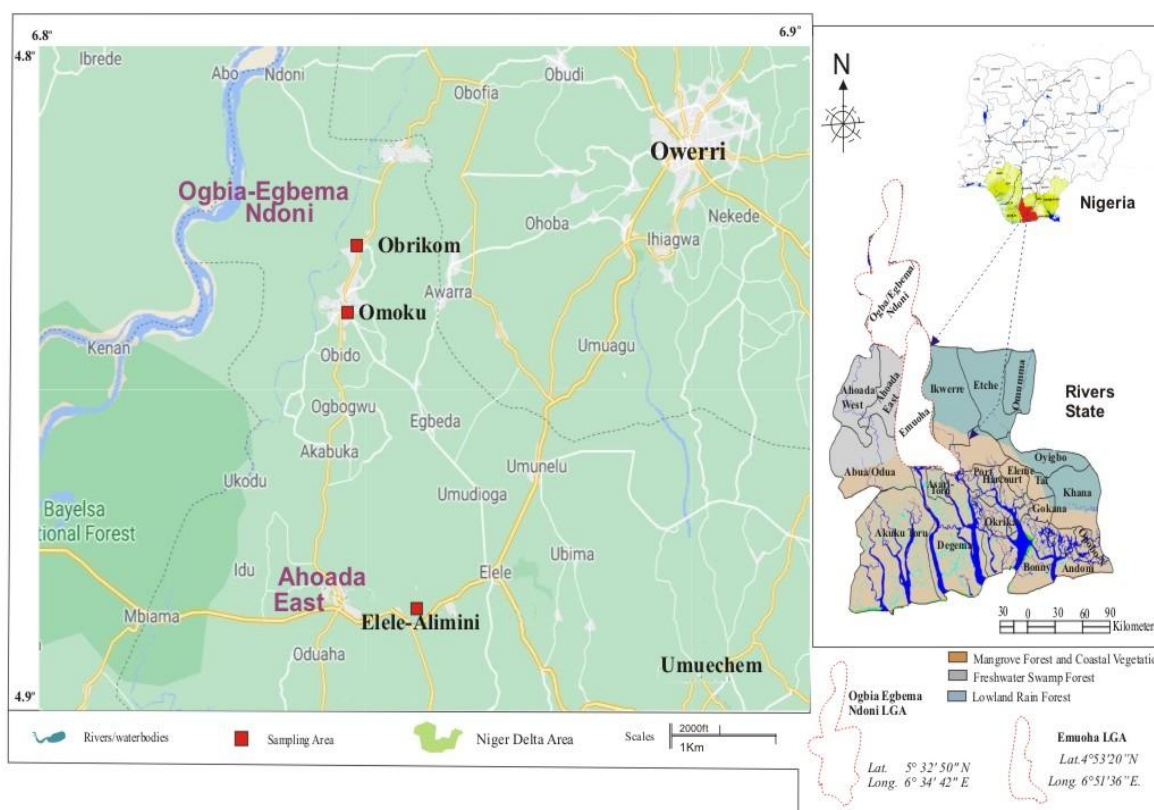 6.8°
6.9°
4.8°
Ibrede
Abo
Ndoni
Obudi
Obofia
Owerri
Ogbia-Egbema
Ndoni
Nekede
Ohoba
Ihiagwa
Obrikom
Awarra
Omoku
Kenan
Obido
Umuagu
Ogbogwu
Egbeda
Akabuka
Umunelu
Ukodu
Umudioga
Bayelsa
tional Forest
Ubima
Idu
Elele
Ahoada
East
Mbiama
Elele-Alimini
Oduaha
Umuechem
4.9°
Rivers/waterbodies
Sampling Area
Niger Delta Area
Scales
2000ft
1Km
N
Nigeria
Ogba/Egbema/
Ndoni
Rivers
State
Ahoada
West
Ahoada
East
Emuoha
Ikwerre
Etche
Omumma
Abua/Odua
Oyigbo
Port
Harcourt
Eleme
Tai
Khana
Asari-
Toru
Gokana
Okrika
Akuku Toru
Degema
Bonny
Andoni
30 0 30 60 90
Kilometer
Mangrove Forest and Coastal Vegetatio
Freshwater Swamp Forest
Lowland Rain Forest
Ogbia Egbema
Ndoni LGA
Lat. 5° 32' 50" N
Long. 6° 34' 42" E
Emuoha LGA
Lat.4°53'20"N
Long. 6°51'36"E.